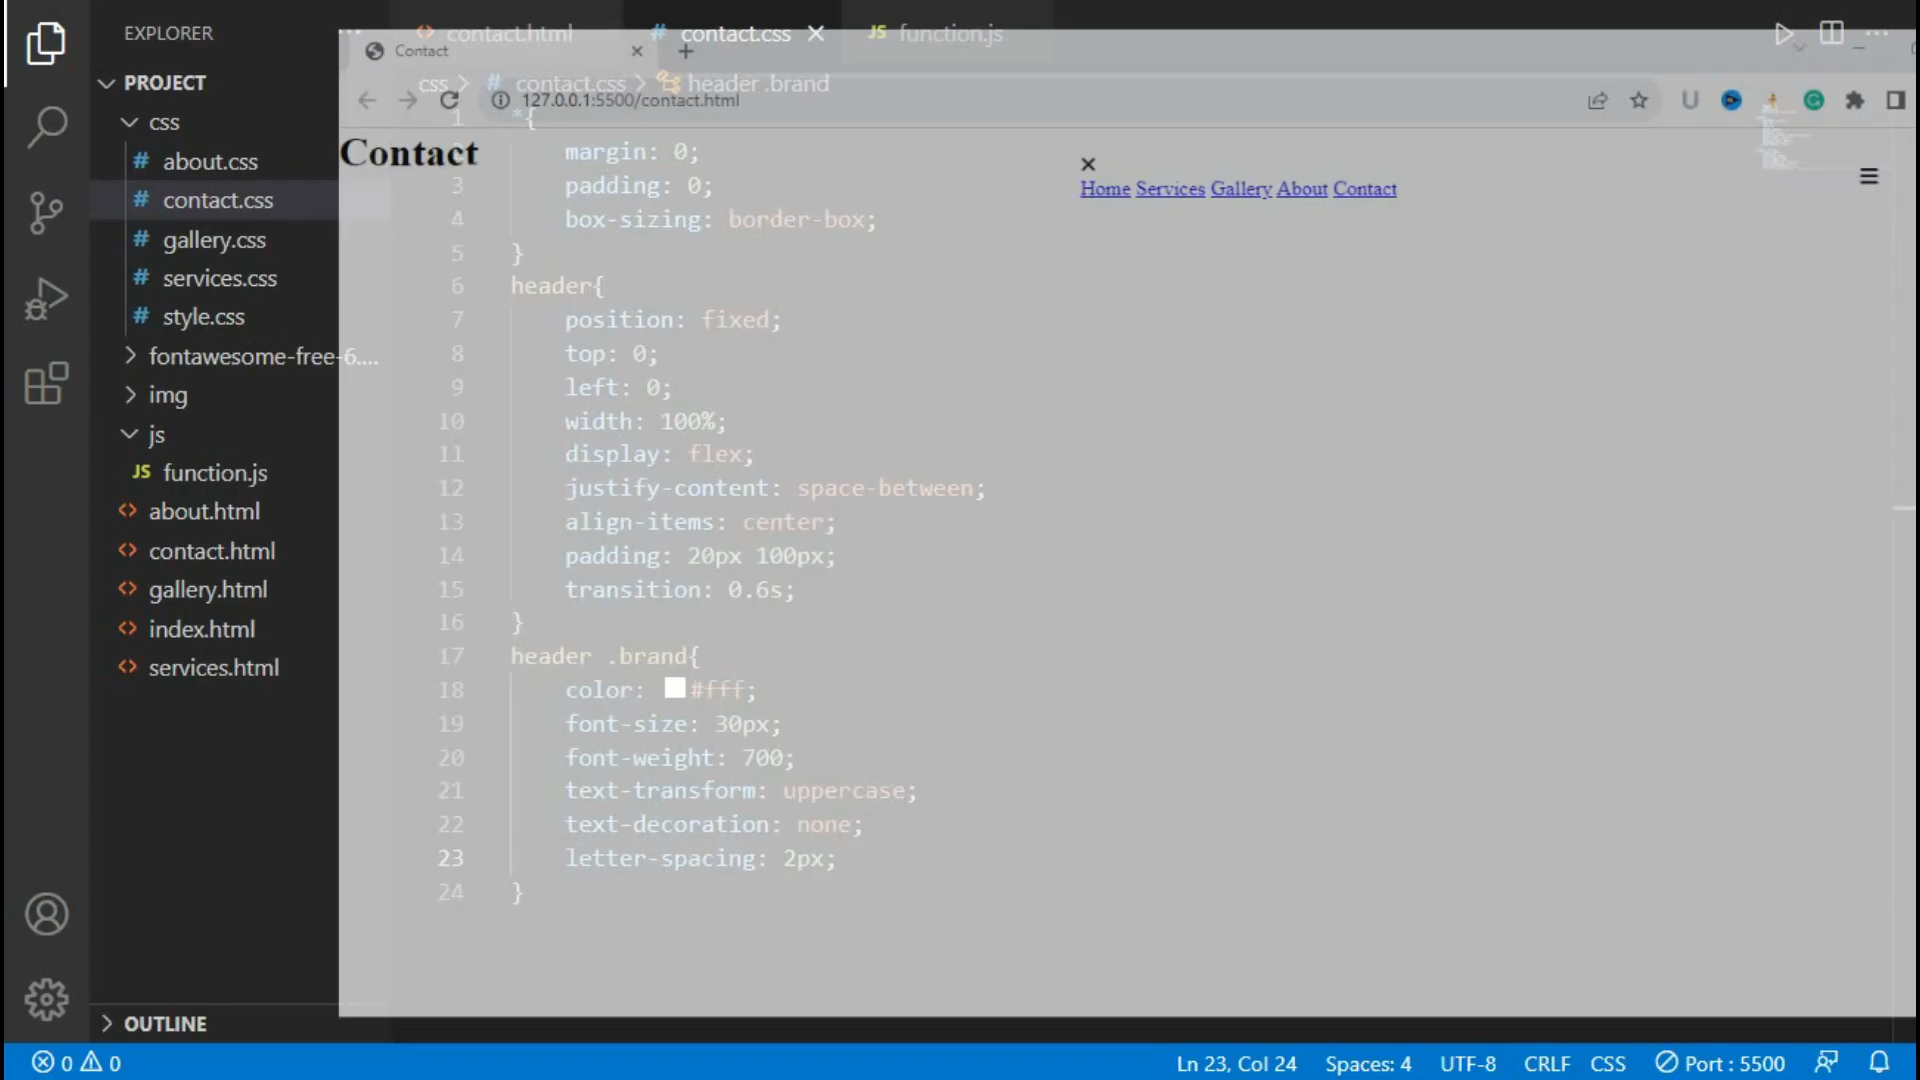 EXPLORER
PROJECT
css
# about.css
# contact.css
# gallery.css
# services.css
# style.css
fontawesome-free-6....
img
js
JS function.js
<> about.html
<> contact.html
<> gallery.html
<> index.html
<> services.html
OUTLINE
<> contact.html # contact.css × JS function.js
Contact × +
css > # contact.css > header .brand
127.0.0.1:5500/contact.html
Contact
×
Home Services Gallery About Contact
1 *{
margin: 0;
3 padding: 0;
4 box-sizing: border-box;
5 }
6 header{
7 position: fixed;
8 top: 0;
9 left: 0;
10 width: 100%;
11 display: flex;
12 justify-content: space-between;
13 align-items: center;
14 padding: 20px 100px;
15 transition: 0.6s;
16 }
17 header .brand{
18 color: #fff;
19 font-size: 30px;
20 font-weight: 700;
21 text-transform: uppercase;
22 text-decoration: none;
23 letter-spacing: 2px;
24 }
0 0 Ln 23, Col 24 Spaces: 4 UTF-8 CRLF CSS Port : 5500